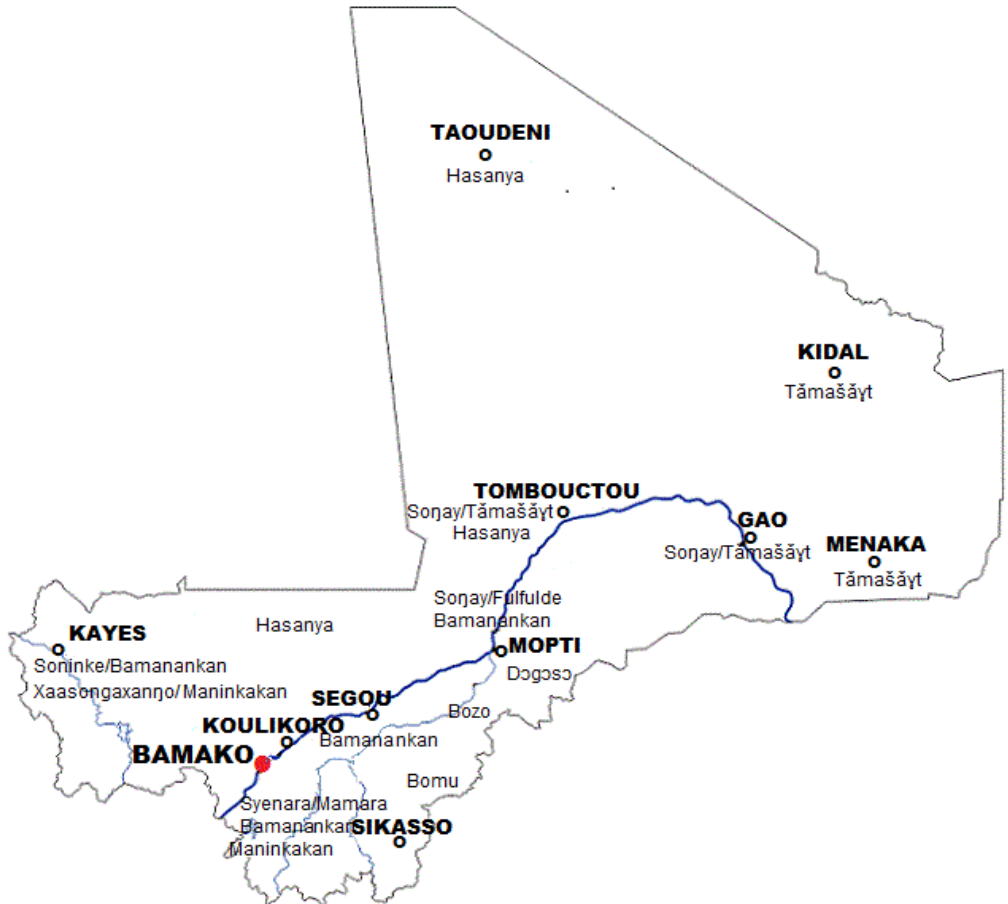 TAOUDENI
Hasanya
KIDAL
Tămašăɣt
TOMBOUCTOU
Soŋay/Tămašăɣt
Hasanya
GAO
Soŋay/Tămašăɣt
MENAKA
Tămašăɣt
Soŋay/Fulfulde
Bamanankan
MOPTI
Dɔgɔsɔ
Hasanya
KAYES
Soninke/Bamanankan
Xaasongaxanŋo/Maninkakan
SEGOU
Bozo
KOULIKORO
Bamanankan
BAMAKO
Bomu
Syenara/Mamara
Bamanankan
SIKASSO
Maninkakan